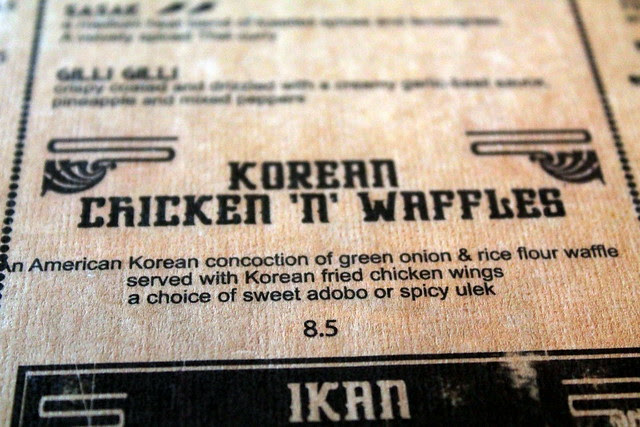 SASAK
GILLI GILLI
crispy coated and drizzled with a creamy garlic basil sauce,
pineapple and mixed peppers
KOREAN
CHICKEN 'N' WAFFLES
An American Korean concoction of green onion & rice flour waffle
served with Korean fried chicken wings
a choice of sweet adobo or spicy ulek
8.5
IKAN